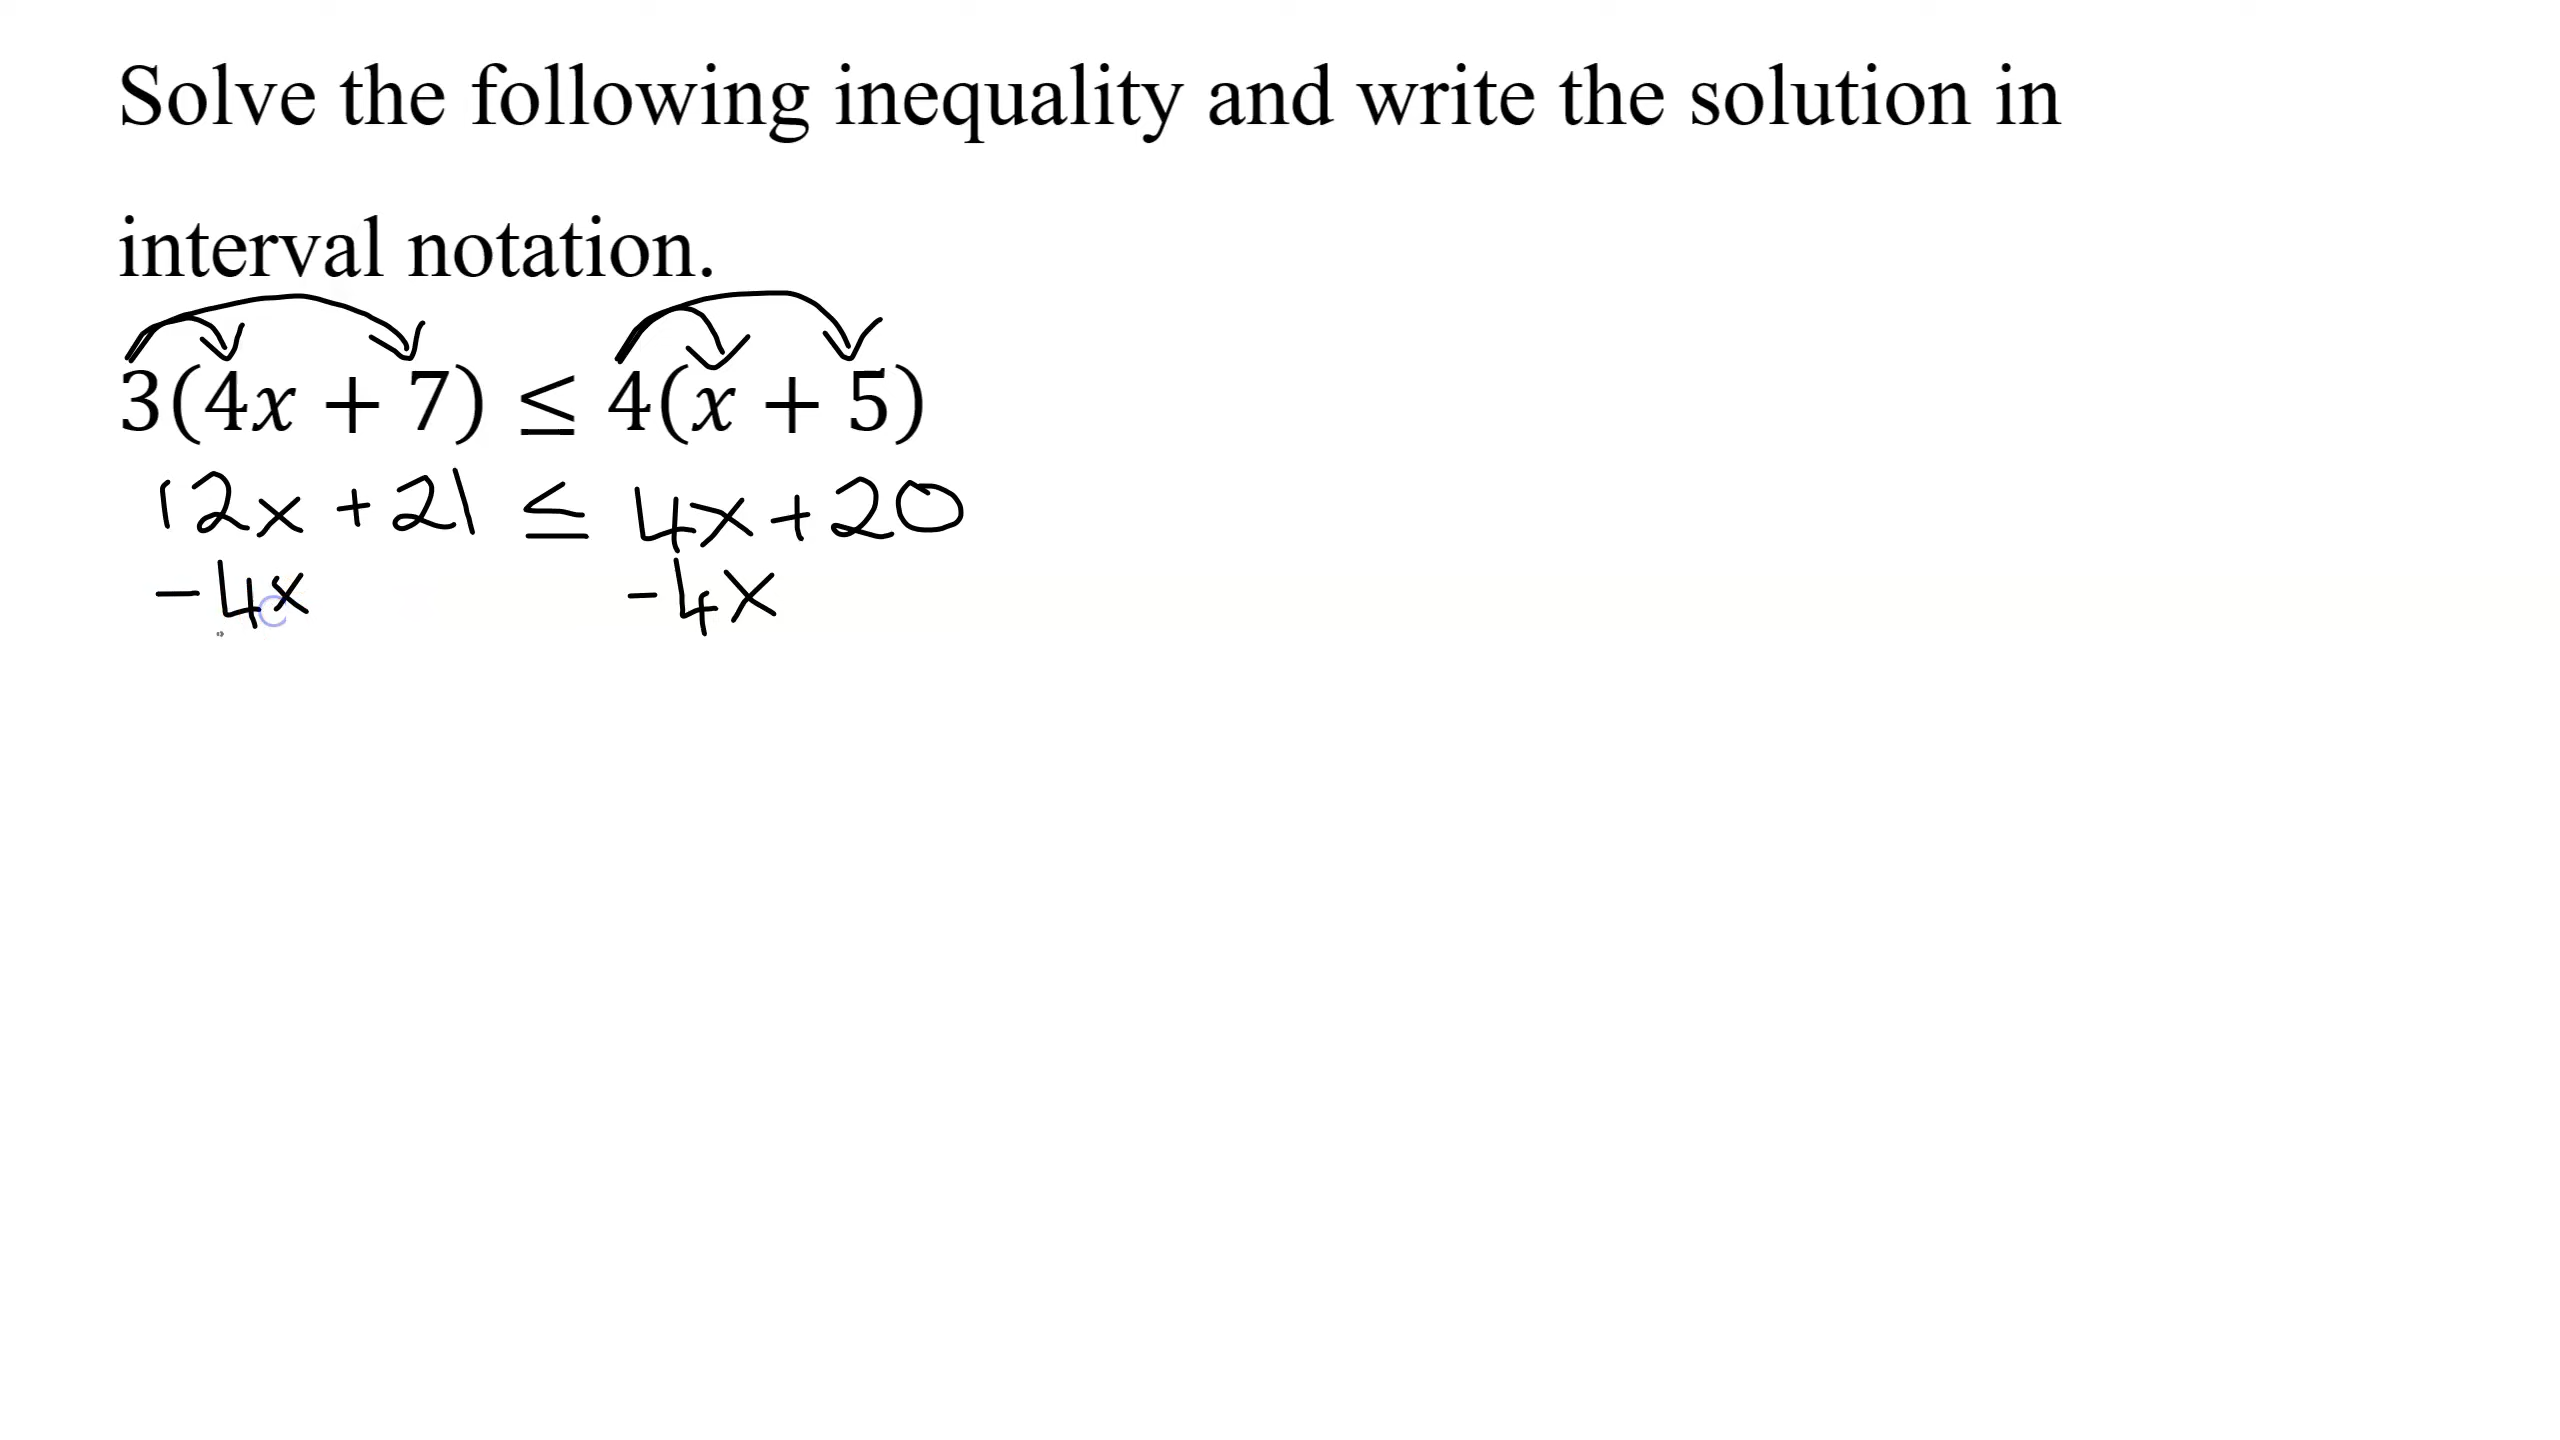 Solve the following inequality and write the solution in
interval notation.
3(4x + 7) ≤ 4(x + 5)
12x + 21 ≤ 4x + 20
-4x -4x